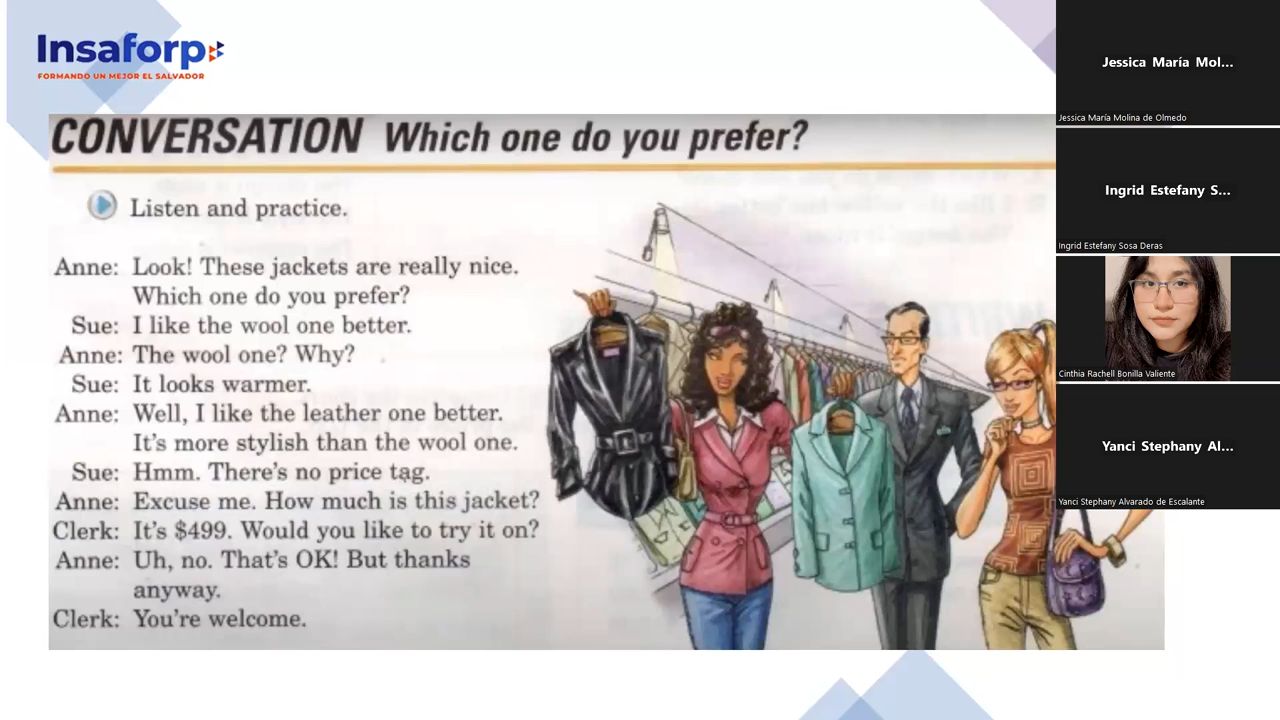 Insaforp
FORMANDO UN MEJOR EL SALVADOR
CONVERSATION Which one do you prefer?
Listen and practice.
Anne: Look! These jackets are really nice.
Which one do you prefer?
Sue: I like the wool one better.
Anne: The wool one? Why?
Sue: It looks warmer.
Anne: Well, I like the leather one better.
It's more stylish than the wool one.
Sue: Hmm. There's no price tag.
Anne: Excuse me. How much is this jacket?
Clerk: It's $499. Would you like to try it on?
Anne: Uh, no. That's OK! But thanks
anyway.
Clerk: You're welcome.
Jessica María Mol...
Jessica María Molina de Olmedo
Ingrid Estefany S...
Ingrid Estefany Sosa Deras
Cinthia Rachell Bonilla Valiente
Yanci Stephany Al...
Yanci Stephany Alvarado de Escalante